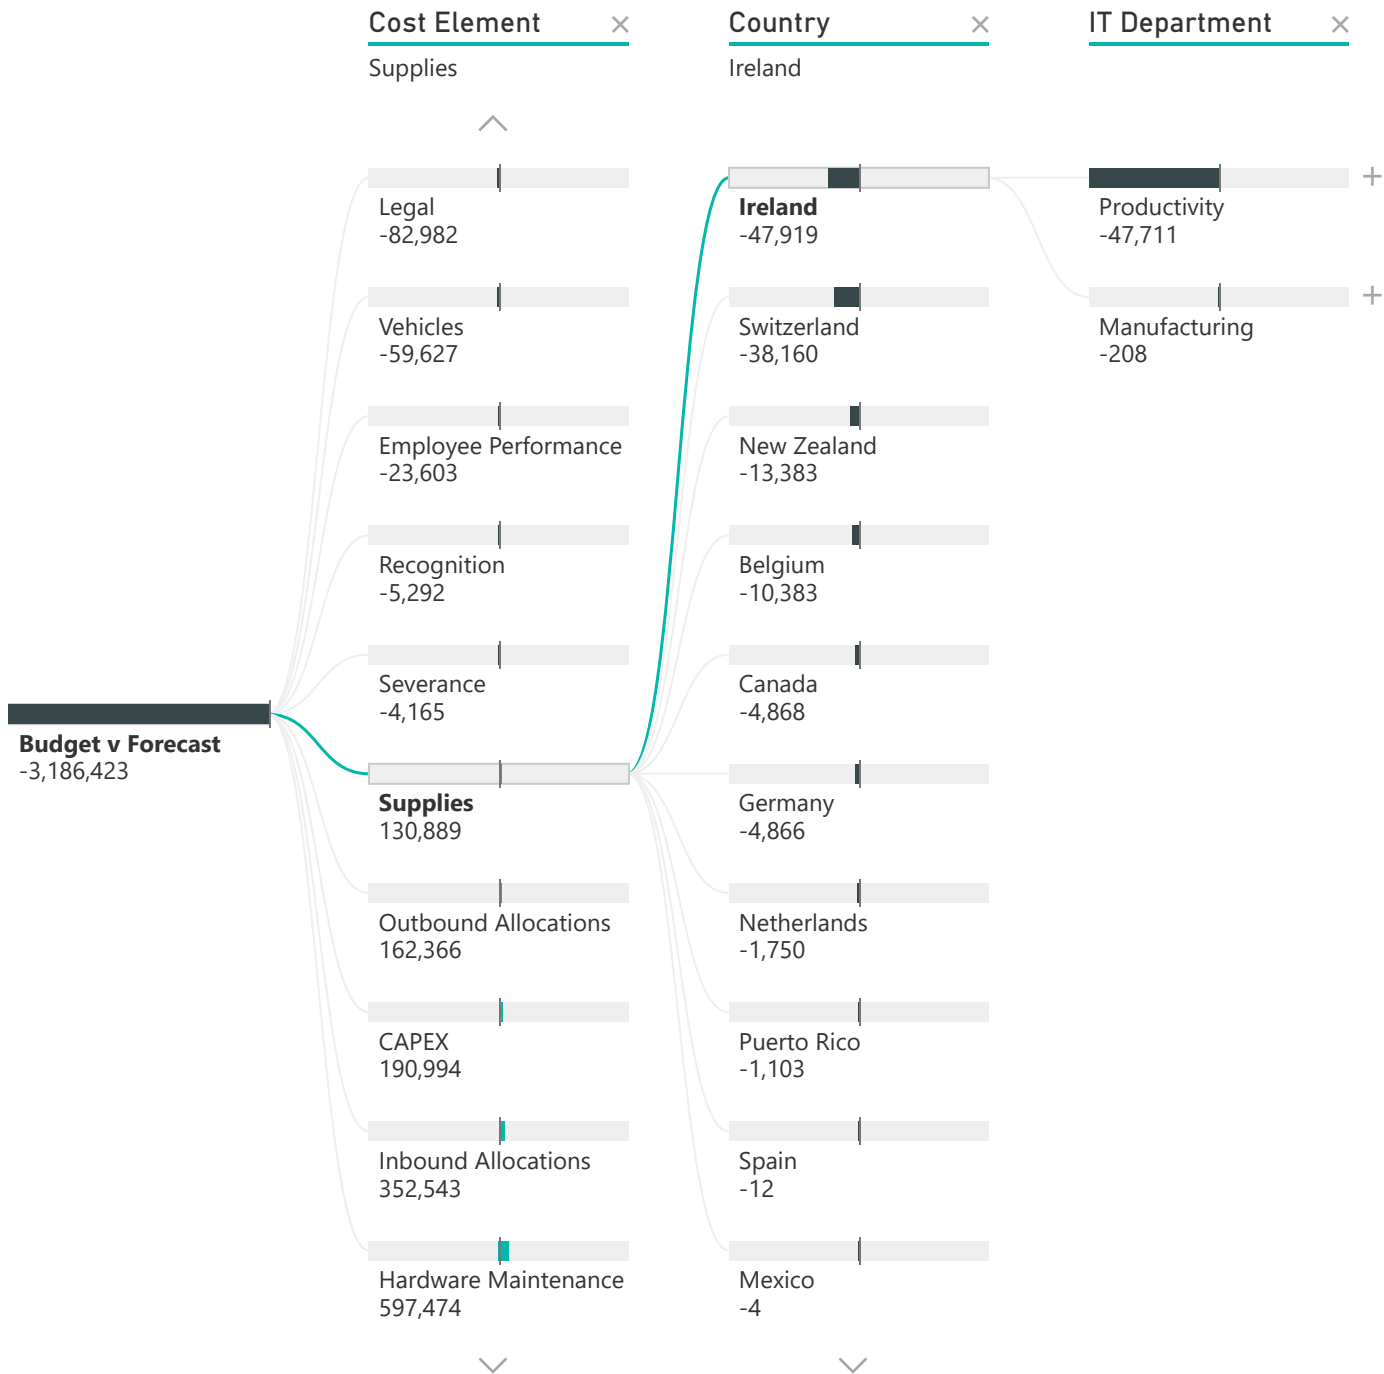 Cost Element
Country
IT Department
Supplies
Ireland
Legal
-82,982
Vehicles
-59,627
Employee Performance
-23,603
Recognition
-5,292
Severance
-4,165
Budget v Forecast
-3,186,423
Supplies
130,889
Outbound Allocations
162,366
CAPEX
190,994
Inbound Allocations
352,543
Hardware Maintenance
597,474
Ireland
-47,919
Switzerland
-38,160
New Zealand
-13,383
Belgium
-10,383
Canada
-4,868
Germany
-4,866
Netherlands
-1,750
Puerto Rico
-1,103
Spain
-12
Mexico
-4
Productivity
-47,711
Manufacturing
-208